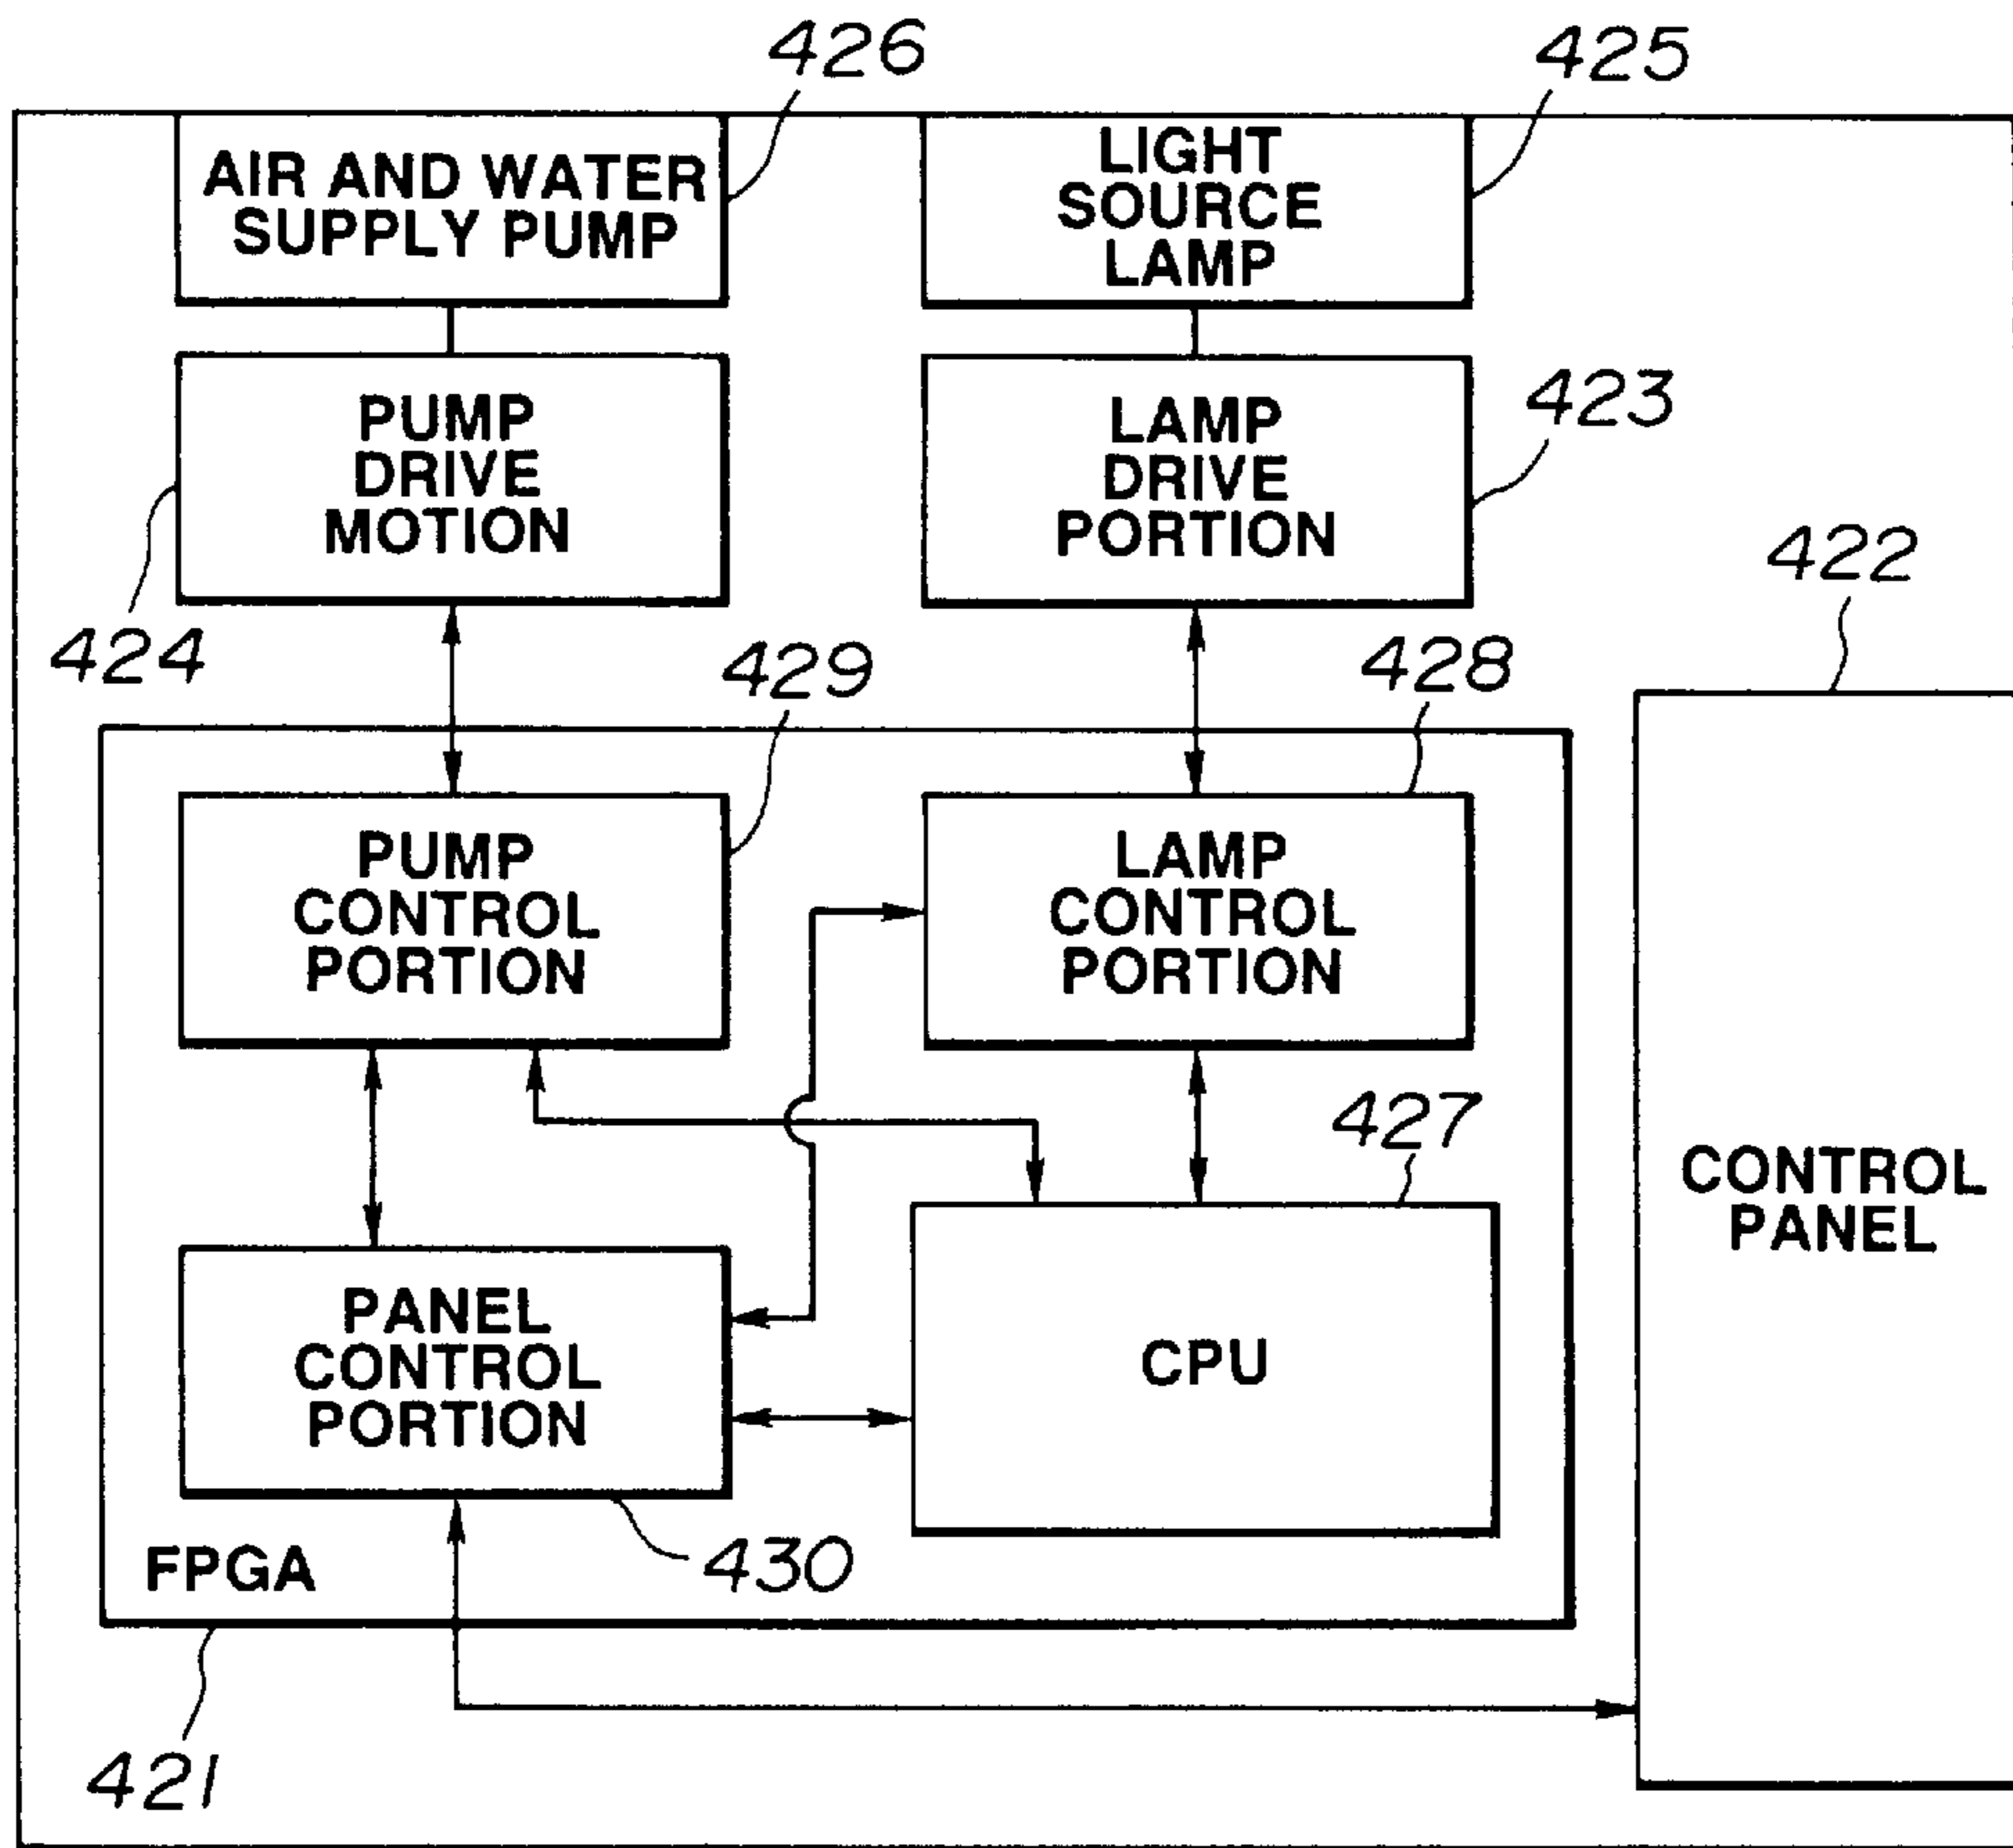 426
425
AIR AND WATER
SUPPLY PUMP
LIGHT
SOURCE
LAMP
PUMP
DRIVE
MOTION
LAMP
DRIVE
PORTION
423
422
424
429
428
PUMP
CONTROL
PORTION
LAMP
CONTROL
PORTION
427
CONTROL
PANEL
PANEL
CONTROL
PORTION
CPU
FPGA
430
421